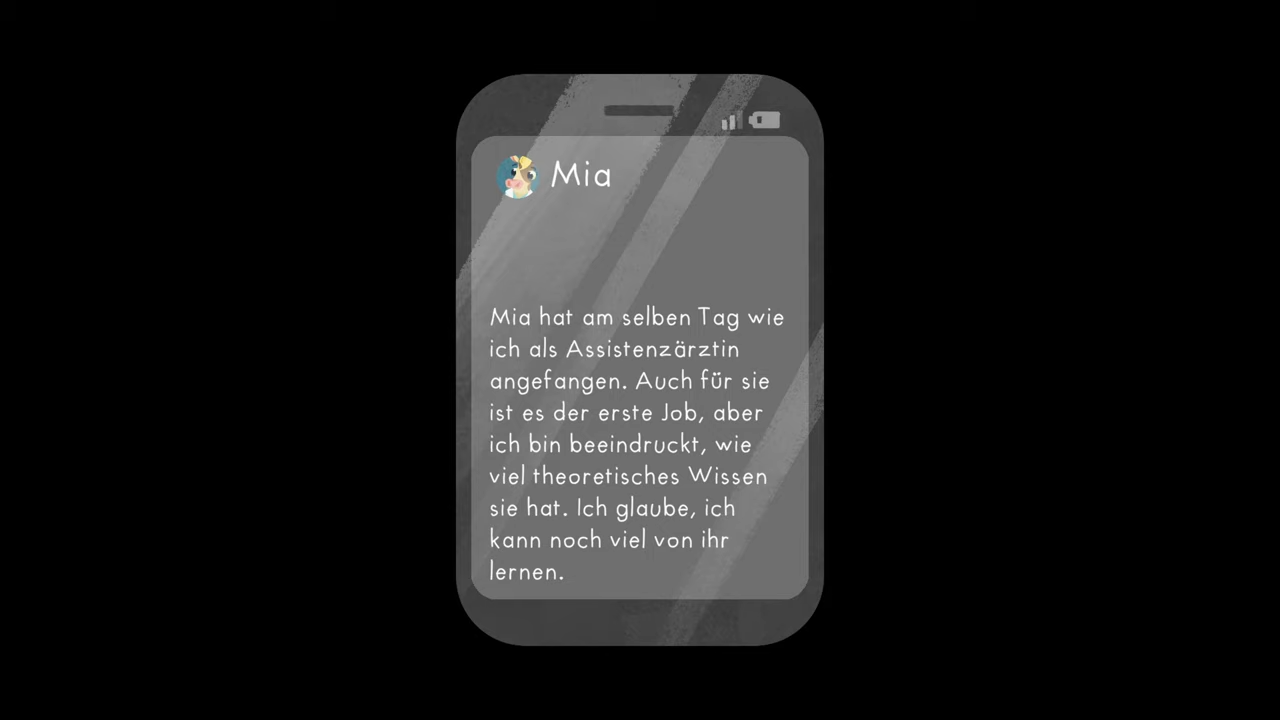 Mia
Mia hat am selben Tag wie
ich als Assistenzärztin
angefangen. Auch für sie
ist es der erste Job, aber
ich bin beeindruckt, wie
viel theoretisches Wissen
sie hat. Ich glaube, ich
kann noch viel von ihr
lernen.